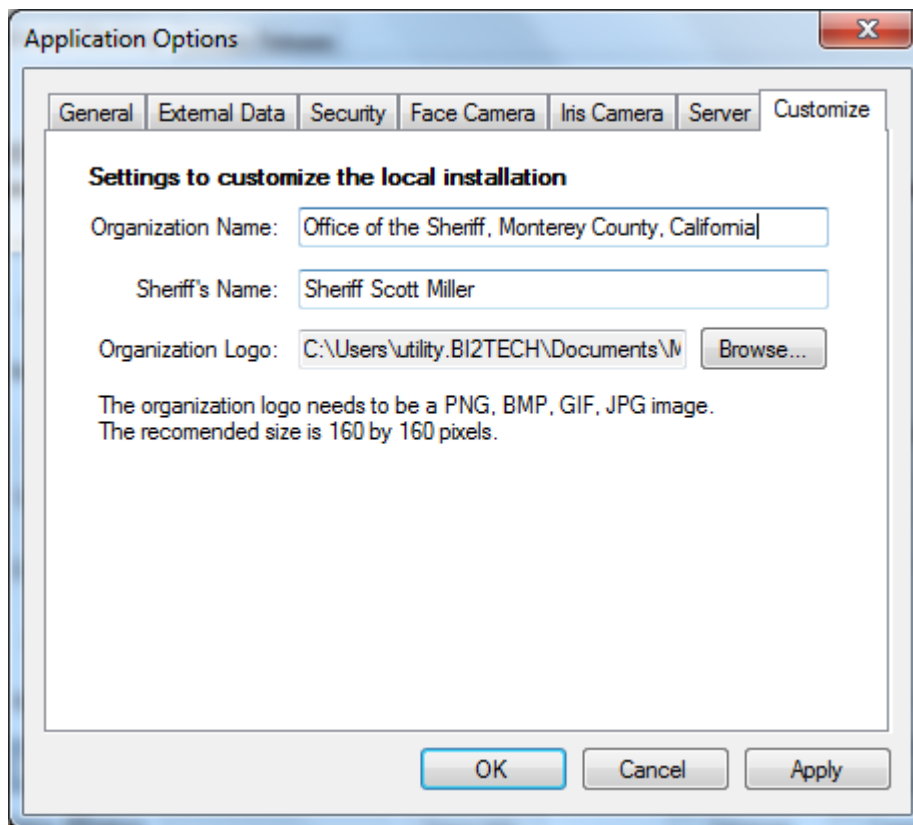 Application Options
General External Data Security Face Camera Iris Camera Server Customize
Settings to customize the local installation
Organization Name: Office of the Sheriff, Monterey County, California
Sheriff's Name: Sheriff Scott Miller
Organization Logo: C:\Users\utility.BI2TECH\Documents\M Browse...
The organization logo needs to be a PNG, BMP, GIF, JPG image.
The recomended size is 160 by 160 pixels.
OK Cancel Apply